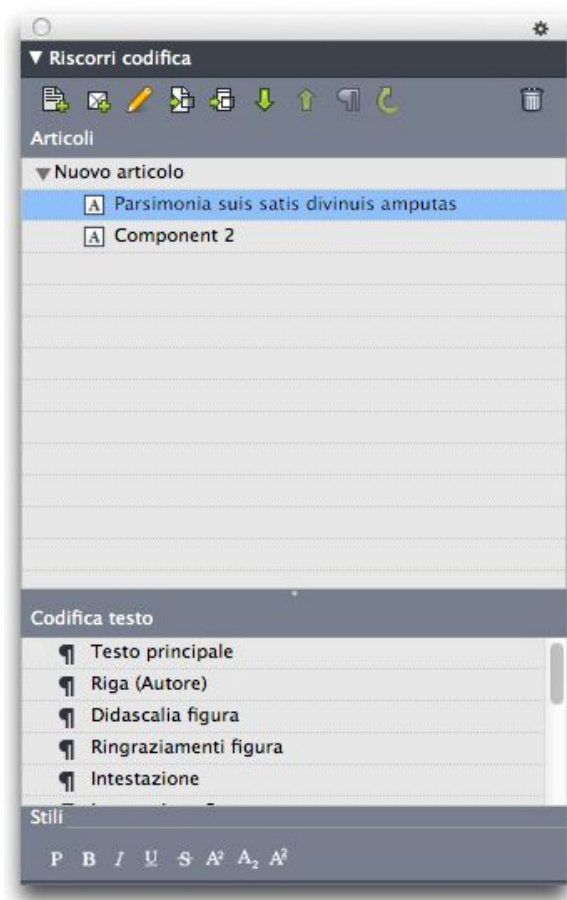 Riscorri codifica
Articoli
Nuovo articolo
A Parsimonia suis satis divinuis amputas
A Component 2
Codifica testo
¶ Testo principale
¶ Riga (Autore)
¶ Didascalia figura
¶ Ringraziamenti figura
¶ Intestazione
Stili
P B I U S A² A₂ A²